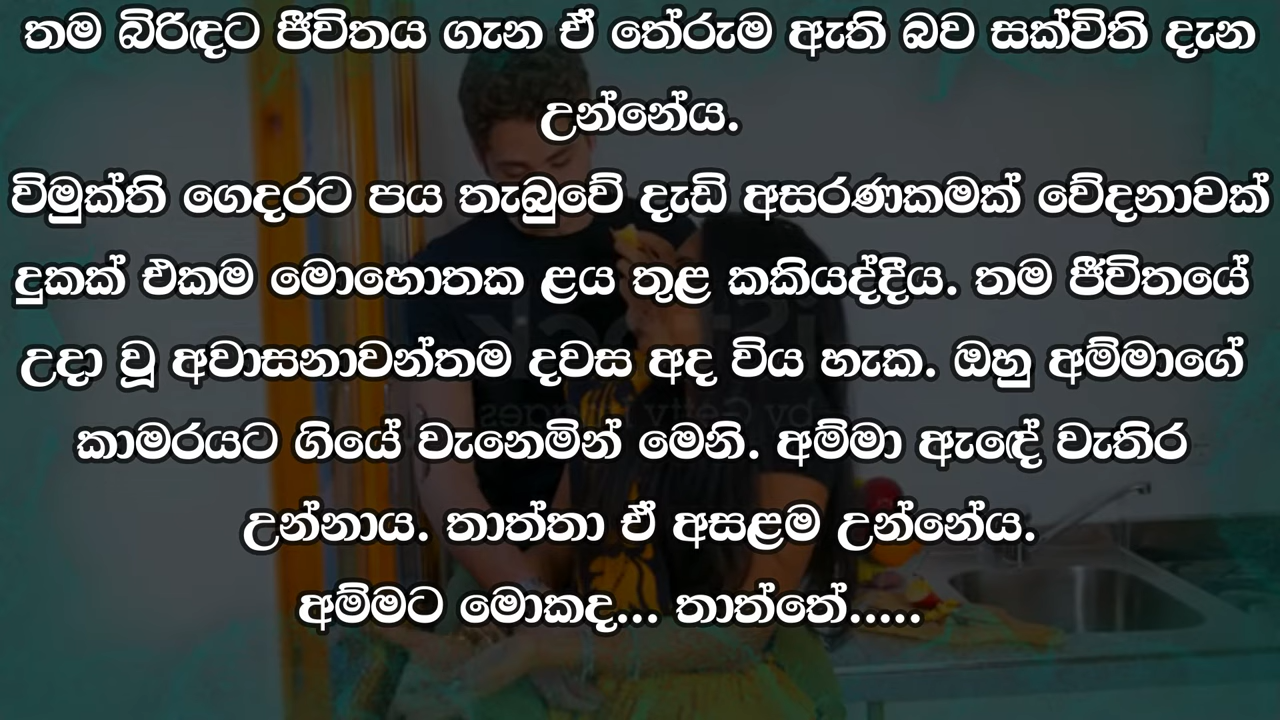 තම බිරිඳට ජීවිතය ගැන ඒ තේරුම ඇති බව සක්විති දැන
උන්නේය.
විමුක්ති ගෙදරට පය තැබුවේ දැඩි අසරණකමක් වේදනාවක්
දුකක් එකම මොහොතක ළය තුළ කකියද්දීය. තම ජීවිතයේ
උදා වූ අවාසනාවන්තම දවස අද විය හැක. ඔහු අම්මාගේ
කාමරයට ගියේ වැනෙමින් මෙනි. අම්මා ඇඳේ වැතිර
උන්නාය. තාත්තා ඒ අසළම උන්නේය.
අම්මට මොකද... තාත්තේ.....